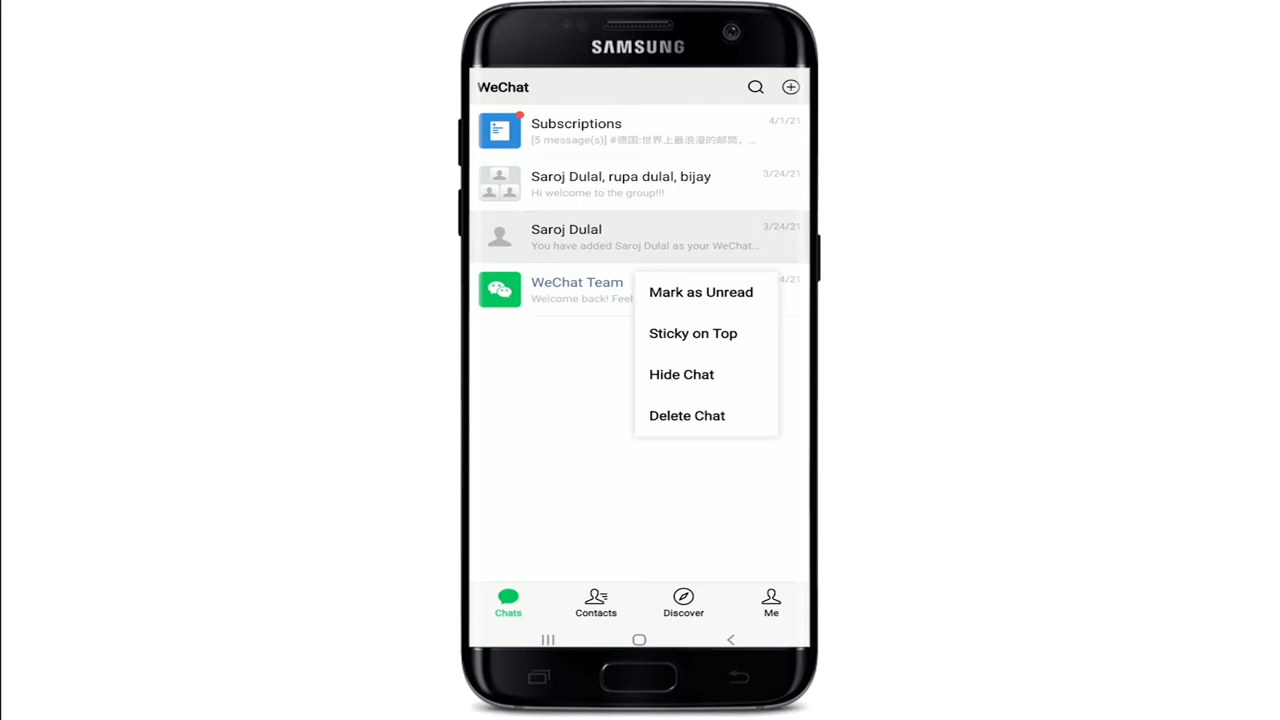 SAMSUNG
WeChat
Subscriptions 4/1/21
[5 message(s)] #德国:世界上最浪漫的邮筒，...
Saroj Dulal, rupa dulal, bijay 3/24/21
Hi welcome to the group!!!
Saroj Dulal 3/24/21
You have added Saroj Dulal as your WeChat...
WeChat Team 24/21
Welcome back! Feel
Mark as Unread
Sticky on Top
Hide Chat
Delete Chat
Chats Contacts Discover Me